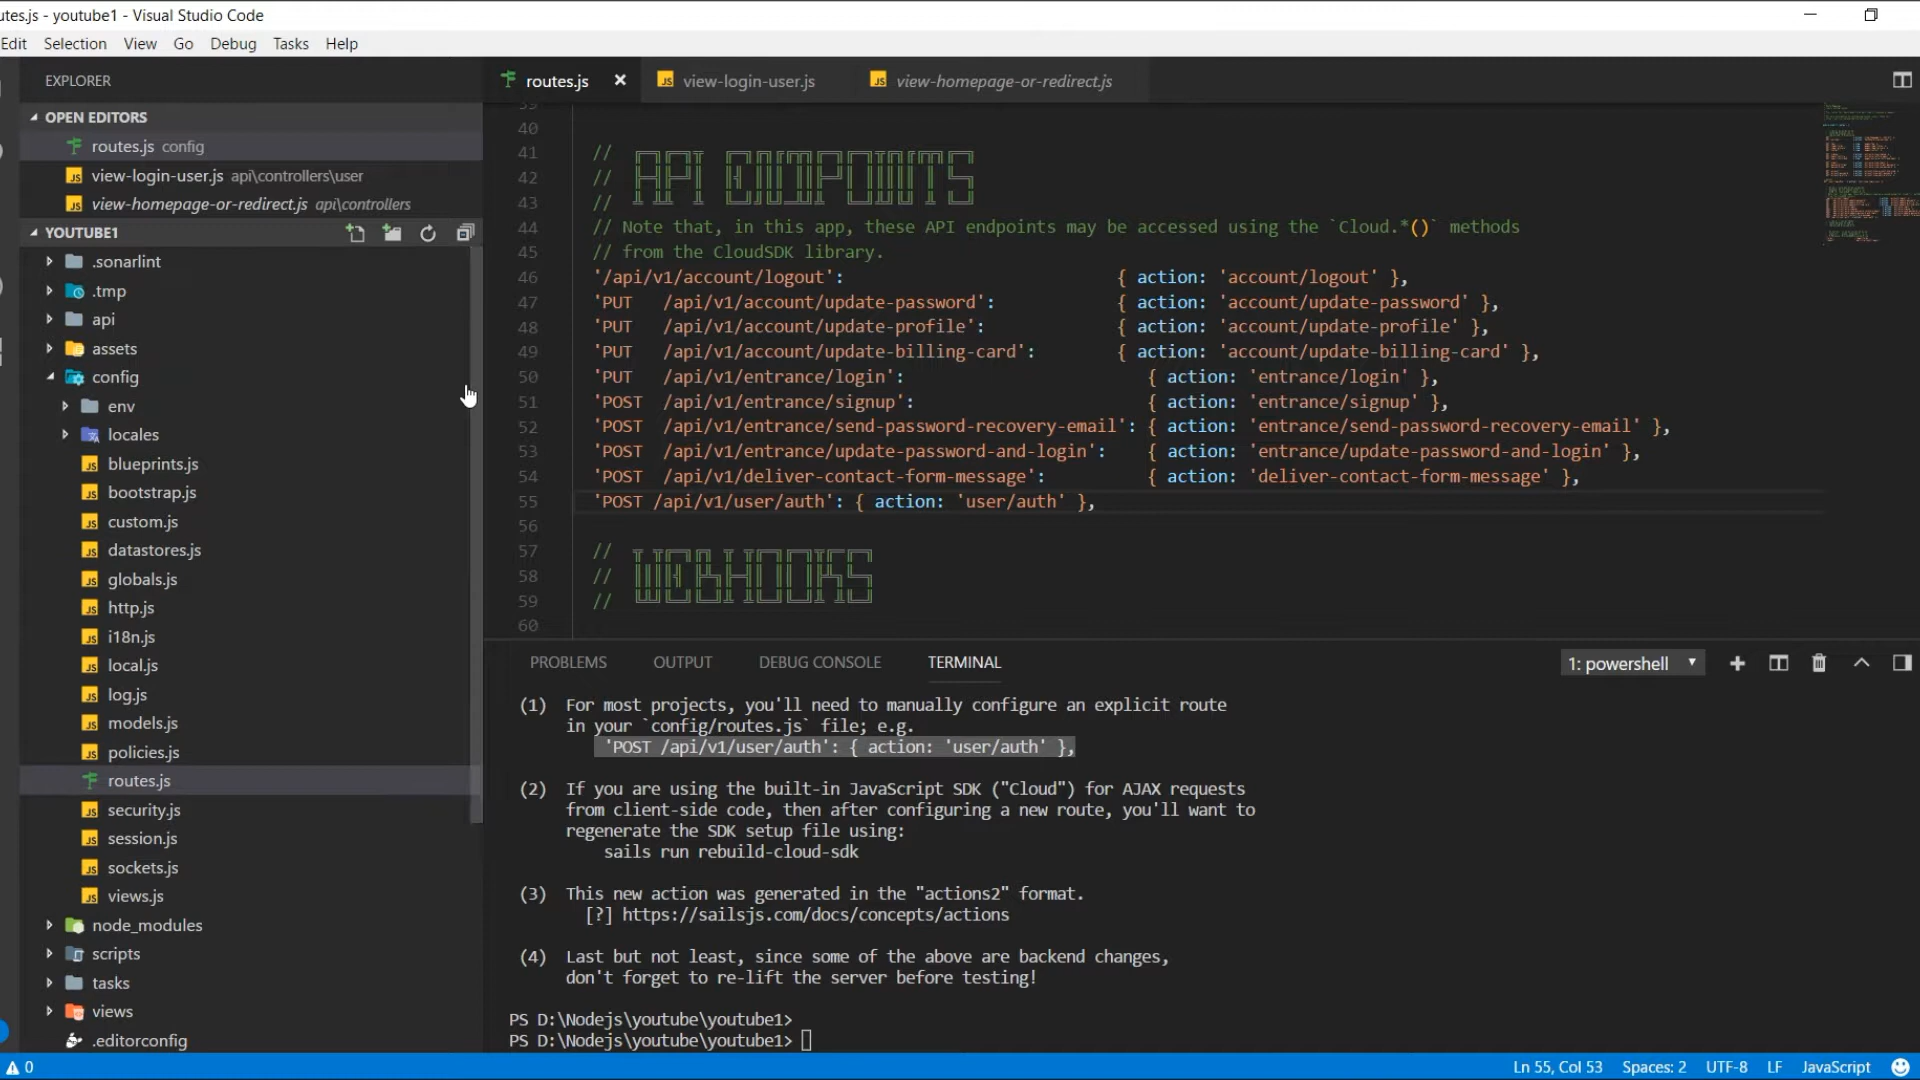 utes.js - youtube1 - Visual Studio Code
Edit Selection View Go Debug Tasks Help
EXPLORER
OPEN EDITORS
routes.js config
view-login-user.js api\controllers\user
view-homepage-or-redirect.js api\controllers
YOUTUBE1
.sonarlint
.tmp
api
assets
config
env
locales
blueprints.js
bootstrap.js
custom.js
datastores.js
globals.js
http.js
i18n.js
local.js
log.js
models.js
policies.js
routes.js
security.js
session.js
sockets.js
views.js
node_modules
scripts
tasks
views
.editorconfig
routes.js view-login-user.js view-homepage-or-redirect.js
39
40
41 //
42 // API ENDPOINTS
43 //
44 // Note that, in this app, these API endpoints may be accessed using the `Cloud.*()` methods
45 // from the CloudSDK library.
46 '/api/v1/account/logout': { action: 'account/logout' },
47 'PUT /api/v1/account/update-password': { action: 'account/update-password' },
48 'PUT /api/v1/account/update-profile': { action: 'account/update-profile' },
49 'PUT /api/v1/account/update-billing-card': { action: 'account/update-billing-card' },
50 'PUT /api/v1/entrance/login': { action: 'entrance/login' },
51 'POST /api/v1/entrance/signup': { action: 'entrance/signup' },
52 'POST /api/v1/entrance/send-password-recovery-email': { action: 'entrance/send-password-recovery-email' },
53 'POST /api/v1/entrance/update-password-and-login': { action: 'entrance/update-password-and-login' },
54 'POST /api/v1/deliver-contact-form-message': { action: 'deliver-contact-form-message' },
55 'POST /api/v1/user/auth': { action: 'user/auth' },
56
57 //
58 // WEBHOOKS
59 //
60
PROBLEMS OUTPUT DEBUG CONSOLE TERMINAL 1: powershell
(1) For most projects, you'll need to manually configure an explicit route
in your `config/routes.js` file; e.g.
'POST /api/v1/user/auth': { action: 'user/auth' },
(2) If you are using the built-in JavaScript SDK ("Cloud") for AJAX requests
from client-side code, then after configuring a new route, you'll want to
regenerate the SDK setup file using:
sails run rebuild-cloud-sdk
(3) This new action was generated in the "actions2" format.
[?] https://sailsjs.com/docs/concepts/actions
(4) Last but not least, since some of the above are backend changes,
don't forget to re-lift the server before testing!
PS D:\Nodejs\youtube\youtube1>
PS D:\Nodejs\youtube\youtube1>
0 Ln 55, Col 53 Spaces: 2 UTF-8 LF JavaScript